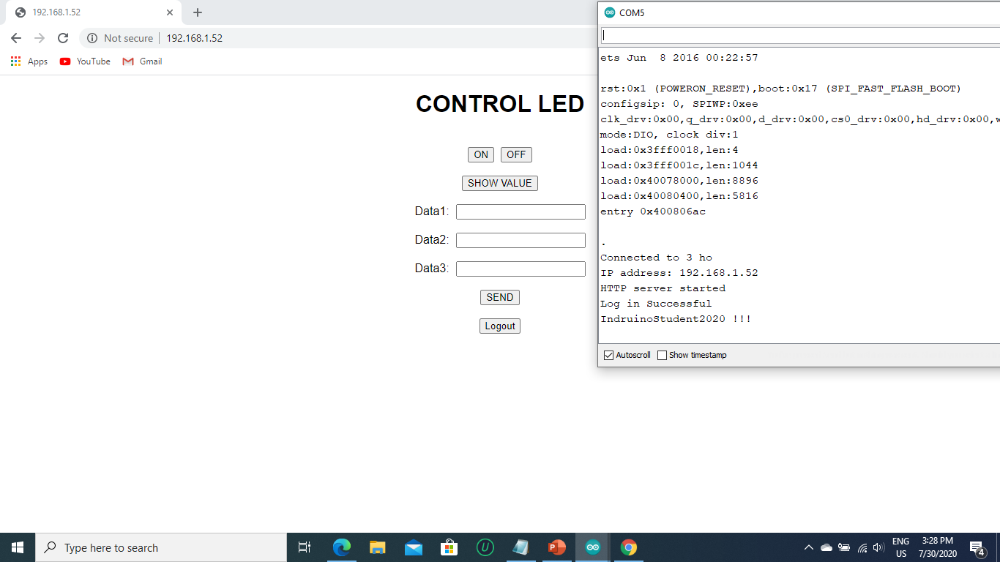 192.168.1.52
Not secure
192.168.1.52
Apps
YouTube
Gmail
CONTROL LED
ON OFF
SHOW VALUE
Data1:
Data2:
Data3:
SEND
Logout
COM5
ets Jun  8 2016 00:22:57
rst:0x1 (POWERON_RESET),boot:0x17 (SPI_FAST_FLASH_BOOT)
configsip: 0, SPIWP:0xee
clk_drv:0x00,q_drv:0x00,d_drv:0x00,cs0_drv:0x00,hd_drv:0x00,w
mode:DIO, clock div:1
load:0x3fff0018,len:4
load:0x3fff001c,len:1044
load:0x40078000,len:8896
load:0x40080400,len:5816
entry 0x400806ac
.
Connected to 3 ho
IP address: 192.168.1.52
HTTP server started
Log in Successful
IndruinoStudent2020 !!!
Autoscroll Show timestamp
Type here to search
ENG
US
3:28 PM
7/30/2020
4